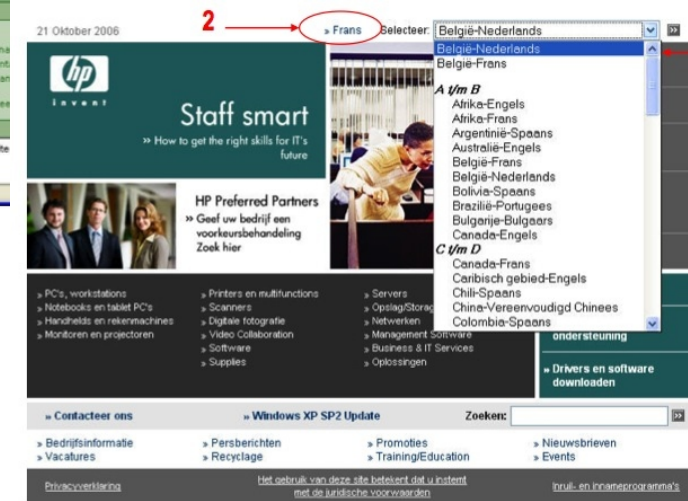 21 Oktober 2006
2
» Frans
Selecteer:
België-Nederlands
België-Nederlands
België-Frans
A t/m B
Afrika-Engels
Afrika-Frans
Argentinië-Spaans
Australië-Engels
België-Frans
België-Nederlands
Bolivia-Spaans
Brazilië-Portugees
Bulgarije-Bulgaars
Canada-Engels
C t/m D
Canada-Frans
Caribisch gebied-Engels
Chili-Spaans
China-Vereenvoudigd Chinees
Colombia-Spaans
hp
invent
Staff smart
» How to get the right skills for IT's
future
HP Preferred Partners
» Geef uw bedrijf een
voorkeursbehandeling
Zoek hier
» PC's, workstations
» Notebooks en tablet PC's
» Handhelds en rekenmachines
» Monitoren en projectoren
» Printers en multifunctions
» Scanners
» Digitale fotografie
» Video Collaboration
» Software
» Supplies
» Servers
» Opslag/Storag
» Netwerken
» Management Software
» Business & IT Services
» Oplossingen
ondersteuning
» Drivers en software
downloaden
» Contacteer ons
» Windows XP SP2 Update
Zoeken:
» Bedrijfsinformatie
» Persberichten
» Promoties
» Nieuwsbrieven
» Vacatures
» Recyclage
» Training/Education
» Events
Privacyverklaring
Het gebruik van deze site betekent dat u instemt
met de juridische voorwaarden
Inruil- en innameprogramma's